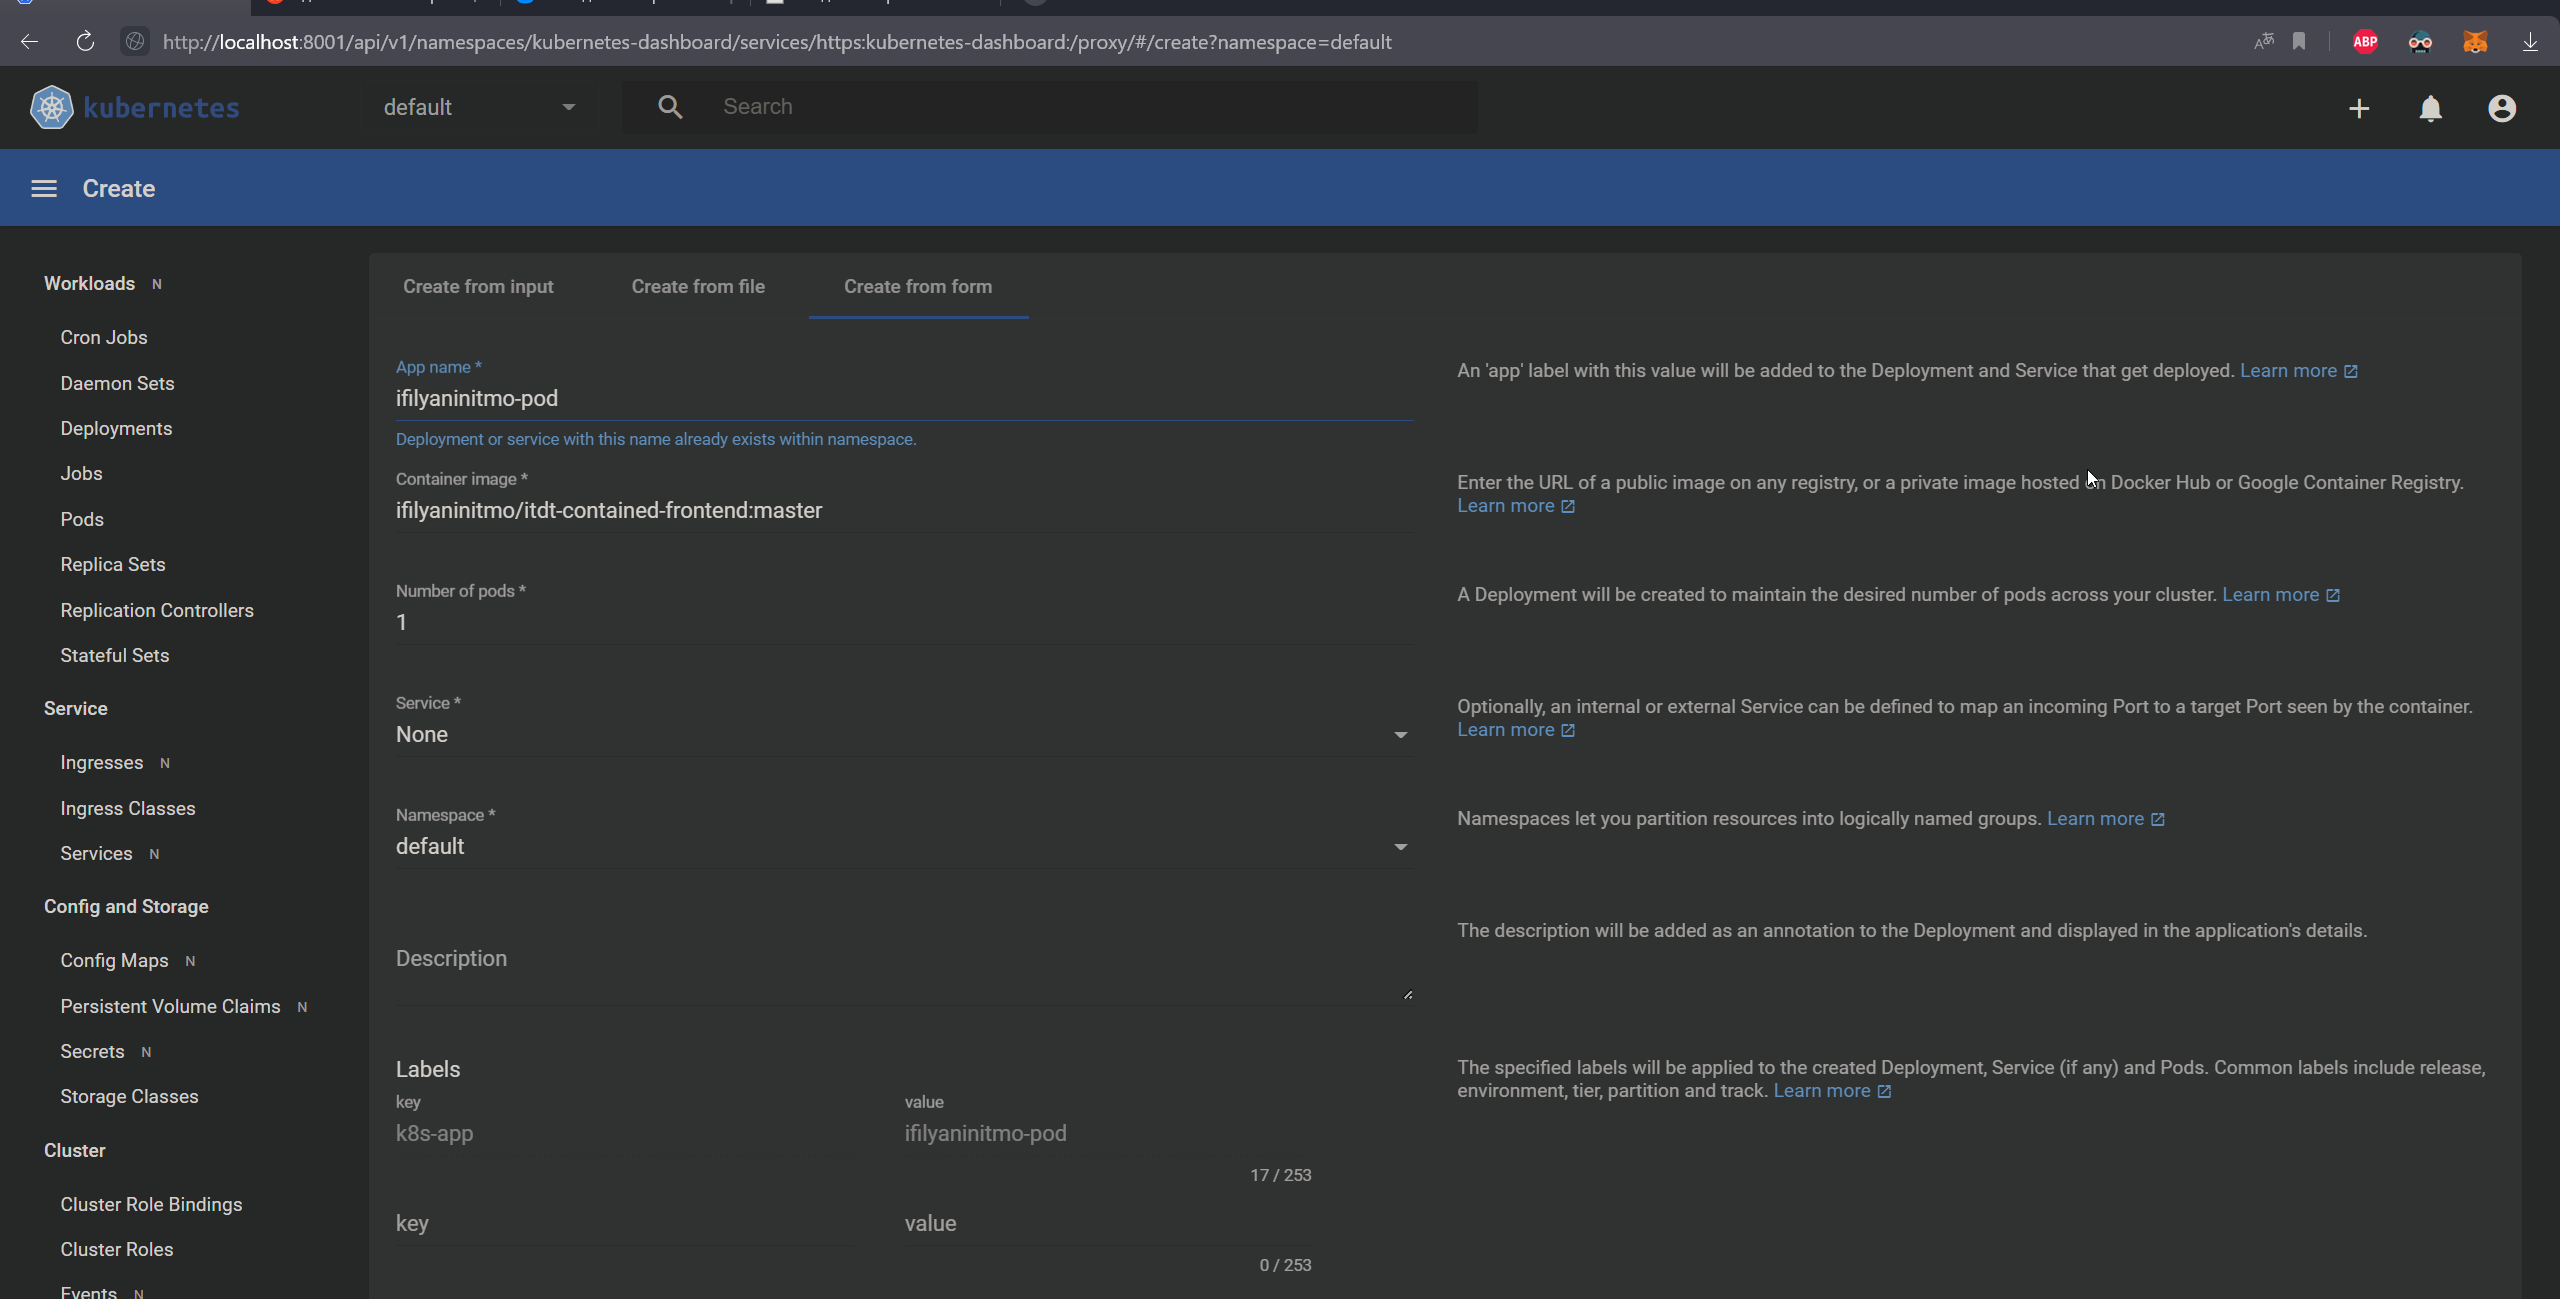 http://localhost:8001/api/v1/namespaces/kubernetes-dashboard/services/https:kubernetes-dashboard:/proxy/#/create?namespace=default
ABP
kubernetes
default
Search
Create
Workloads N
Cron Jobs
Daemon Sets
Deployments
Jobs
Pods
Replica Sets
Replication Controllers
Stateful Sets
Service
Ingresses N
Ingress Classes
Services N
Config and Storage
Config Maps N
Persistent Volume Claims N
Secrets N
Storage Classes
Cluster
Cluster Role Bindings
Cluster Roles
Events N
Create from input
Create from file
Create from form
App name *
ifilyaninitmo-pod
Deployment or service with this name already exists within namespace.
An 'app' label with this value will be added to the Deployment and Service that get deployed. Learn more
Container image *
ifilyaninitmo/itdt-contained-frontend:master
Enter the URL of a public image on any registry, or a private image hosted on Docker Hub or Google Container Registry.
Learn more
Number of pods *
1
A Deployment will be created to maintain the desired number of pods across your cluster. Learn more
Service *
None
Optionally, an internal or external Service can be defined to map an incoming Port to a target Port seen by the container.
Learn more
Namespace *
default
Namespaces let you partition resources into logically named groups. Learn more
Description
The description will be added as an annotation to the Deployment and displayed in the application's details.
Labels
key
value
k8s-app
ifilyaninitmo-pod
17 / 253
key
value
0 / 253
The specified labels will be applied to the created Deployment, Service (if any) and Pods. Common labels include release,
environment, tier, partition and track. Learn more